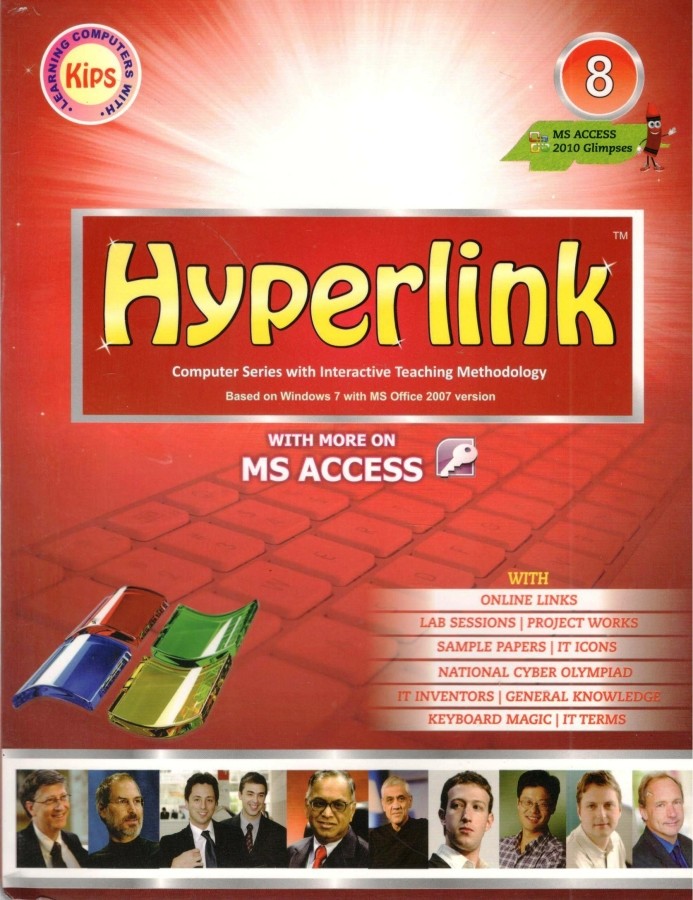 LEARNING COMPUTERS WITH
Kips
8
MS ACCESS
2010 Glimpses
Hyperlink TM
Computer Series with Interactive Teaching Methodology
Based on Windows 7 with MS Office 2007 version
WITH MORE ON
MS ACCESS
WITH
ONLINE LINKS
LAB SESSIONS | PROJECT WORKS
SAMPLE PAPERS | IT ICONS
NATIONAL CYBER OLYMPIAD
IT INVENTORS | GENERAL KNOWLEDGE
KEYBOARD MAGIC | IT TERMS